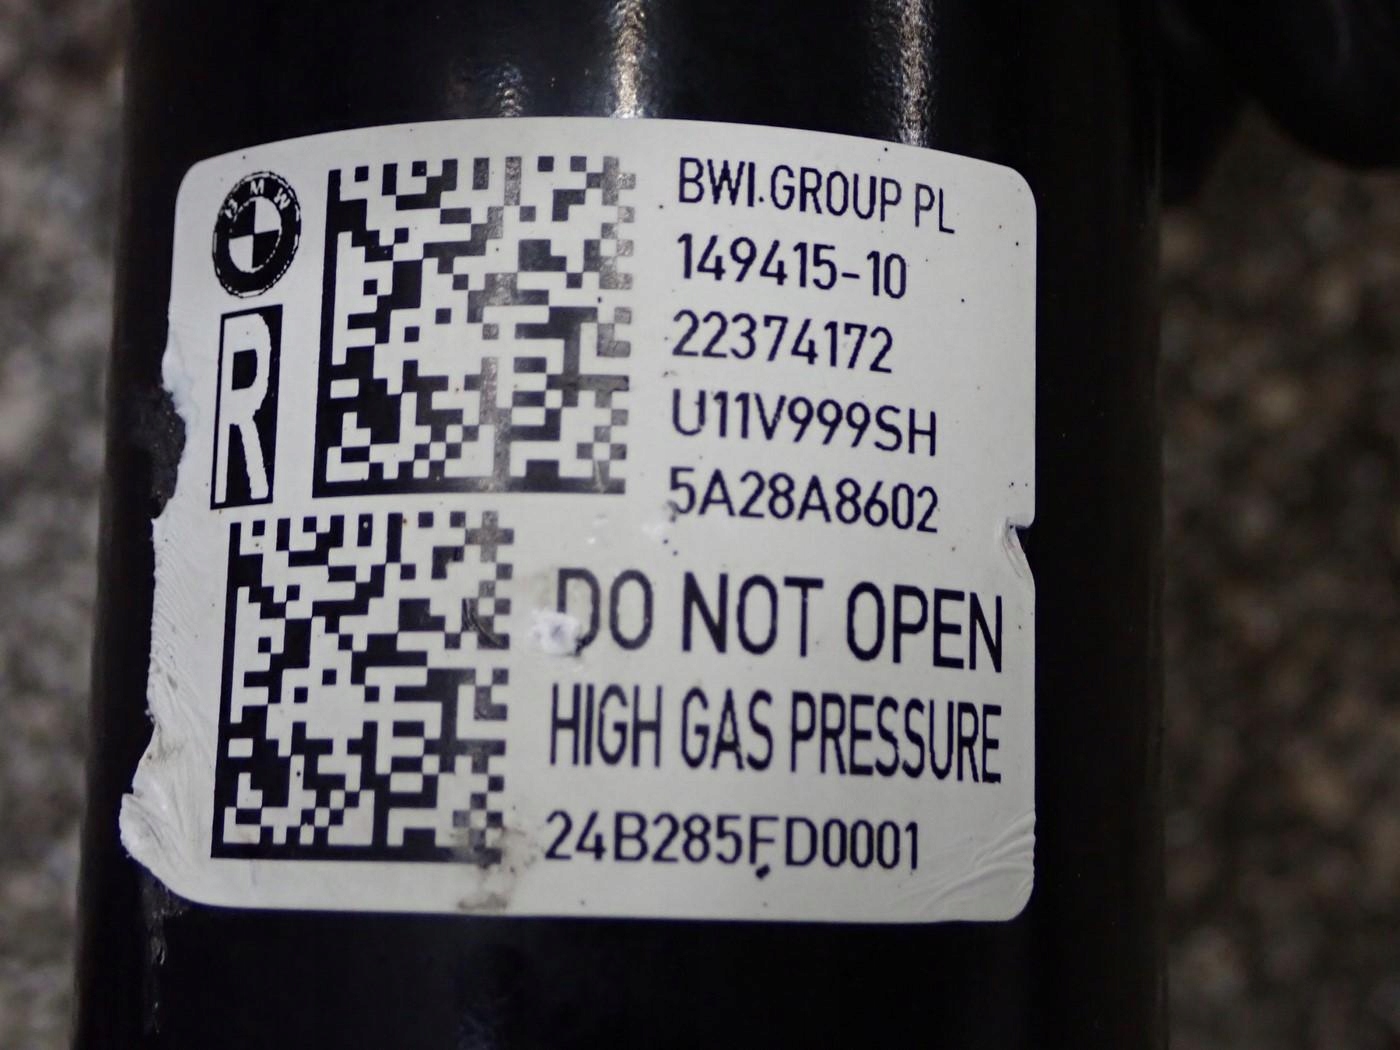 BMW
R
BWI.GROUP PL
149415-10
22374172
U11V999SH
5A28A8602
DO NOT OPEN
HIGH GAS PRESSURE
24B285FD0001